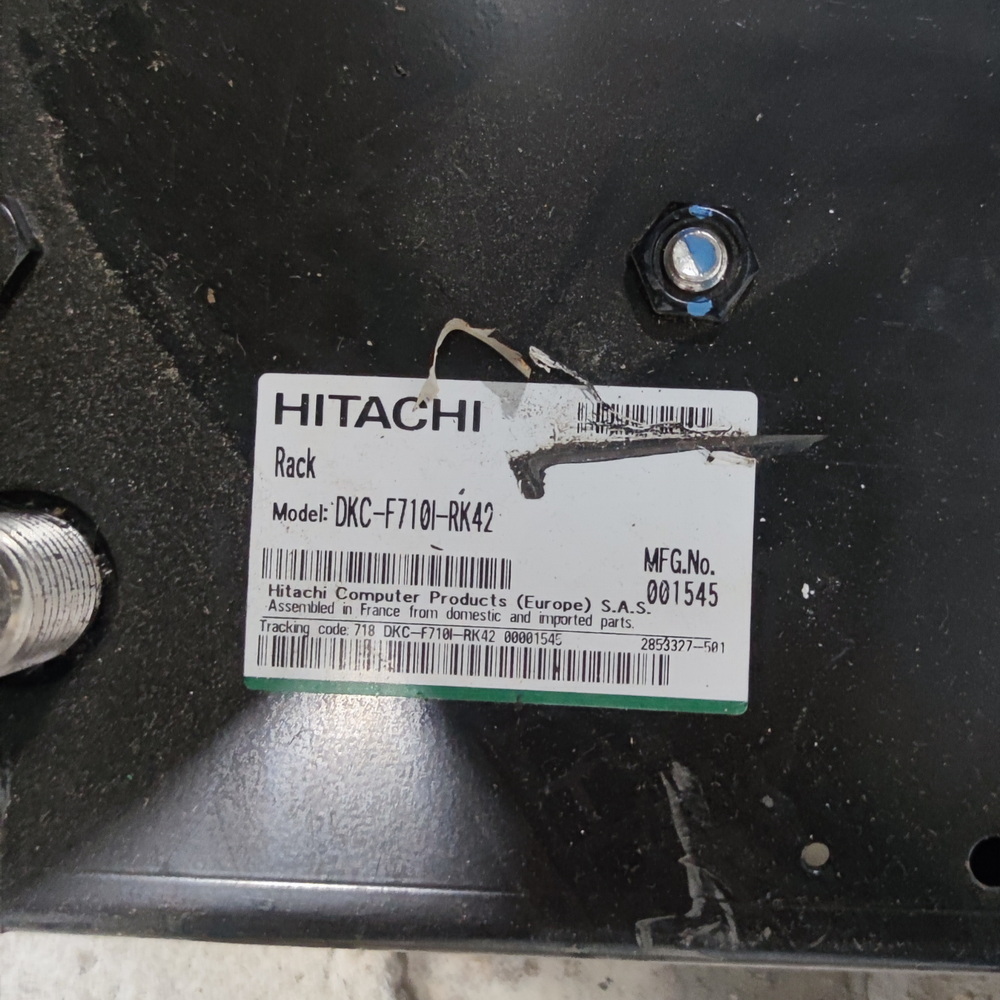 HITACHI
Rack
Model: DKC-F710I-RK42
MFG.No.
001545
Hitachi Computer Products (Europe) S.A.S.
Assembled in France from domestic and imported parts.
Tracking code: 718 DKC-F710I-RK42 00001545
2853327-501